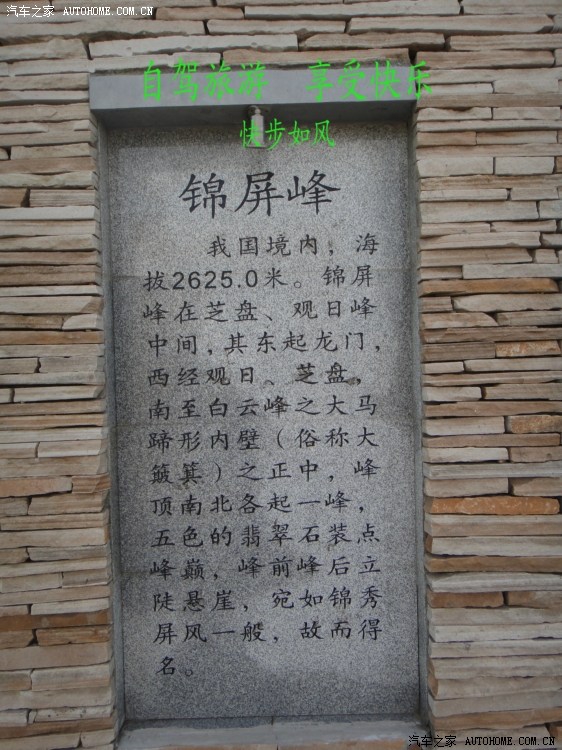 汽车之家 AUTOHOME.COM.CN
自驾旅游 享受快乐
快步如风
锦屏峰
我国境内，海
拔2625.0米。锦屏
峰在芝盘、观日峰
中间，其东起龙门，
西经观日、芝盘，
南至白云峰之大马
蹄形内壁（俗称大
簸箕）之正中，峰
顶南北各起一峰，
五色的翡翠石装点
峰巅，峰前峰后立
陡悬崖，宛如锦秀
屏风一般，故而得
名。
汽车之家 WWW.AUTOHOME.COM.CN